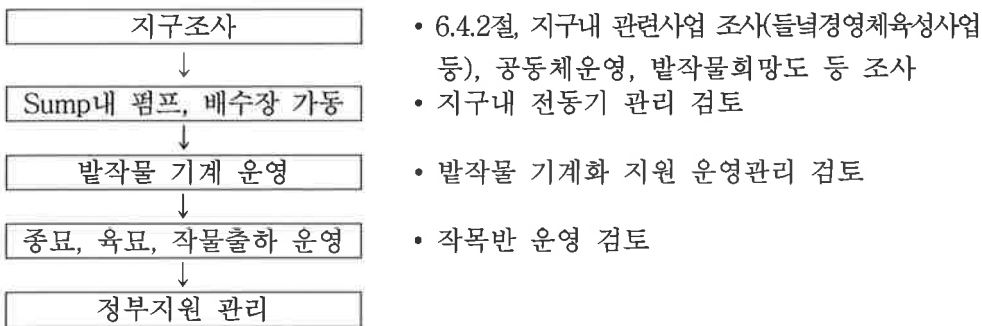 지구조사
• 6.4.2절, 지구내 관련사업 조사(들녘경영체육성사업
등), 공동체운영, 밭작물희망도 등 조사
↓
Sump내 펌프, 배수장 가동
• 지구내 전동기 관리 검토
↓
밭작물 기계 운영
• 밭작물 기계화 지원 운영관리 검토
↓
종묘, 육묘, 작물출하 운영
• 작목반 운영 검토
↓
정부지원 관리